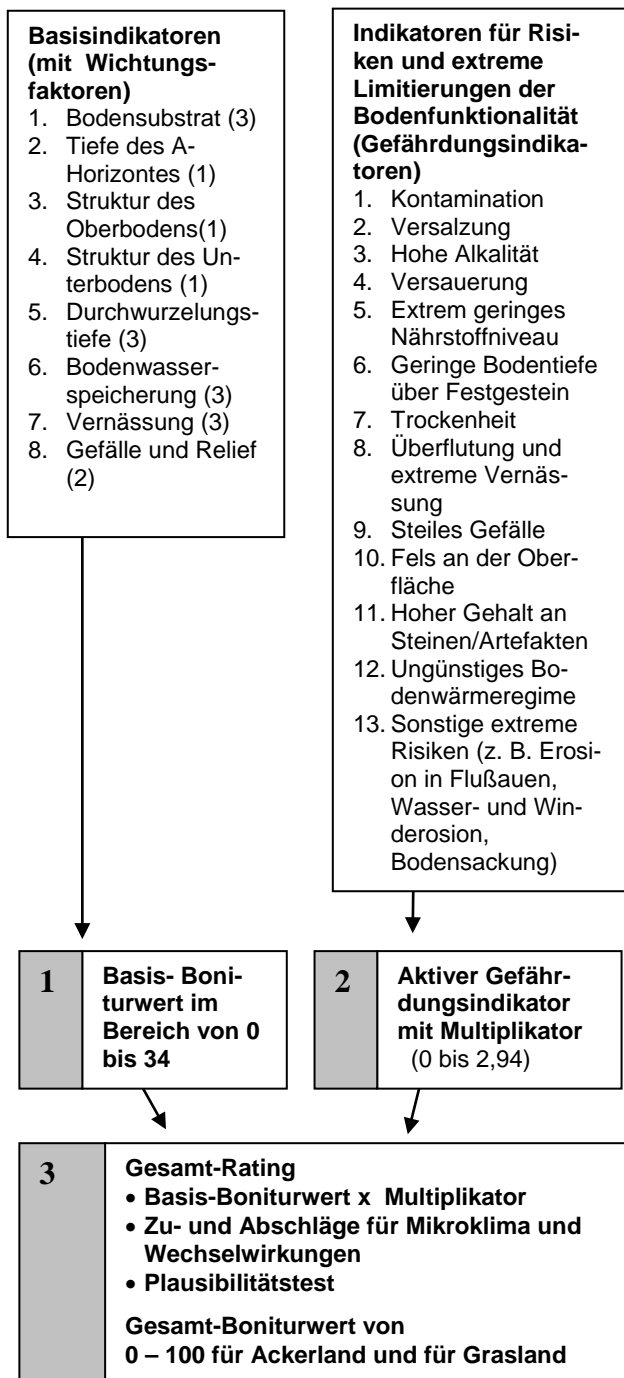 Basisindikatoren
(mit Wichtungs-
faktoren)
1. Bodensubstrat (3)
2. Tiefe des A-
Horizontes (1)
3. Struktur des
Oberbodens(1)
4. Struktur des Un-
terbodens (1)
5. Durchwurzelungs-
tiefe (3)
6. Bodenwasser-
speicherung (3)
7. Vernässung (3)
8. Gefälle und Relief
(2)
Indikatoren für Risi-
ken und extreme
Limitierungen der
Bodenfunktionalität
(Gefährdungsindika-
toren)
1. Kontamination
2. Versalzung
3. Hohe Alkalität
4. Versauerung
5. Extrem geringes
Nährstoffniveau
6. Geringe Bodentiefe
über Festgestein
7. Trockenheit
8. Überflutung und
extreme Vernäs-
sung
9. Steiles Gefälle
10. Fels an der Ober-
fläche
11. Hoher Gehalt an
Steinen/Artefakten
12. Ungünstiges Bo-
denwärmeregime
13. Sonstige extreme
Risiken (z. B. Erosi-
on in Flußauen,
Wasser- und Win-
derosion,
Bodensackung)
1
Basis- Boni-
turwert im
Bereich von 0
bis 34
2
Aktiver Gefähr-
dungsindikator
mit Multiplikator
(0 bis 2,94)
3
Gesamt-Rating
• Basis-Boniturwert x Multiplikator
• Zu- und Abschläge für Mikroklima und
Wechselwirkungen
• Plausibilitätstest
Gesamt-Boniturwert von
0 – 100 für Ackerland und für Grasland